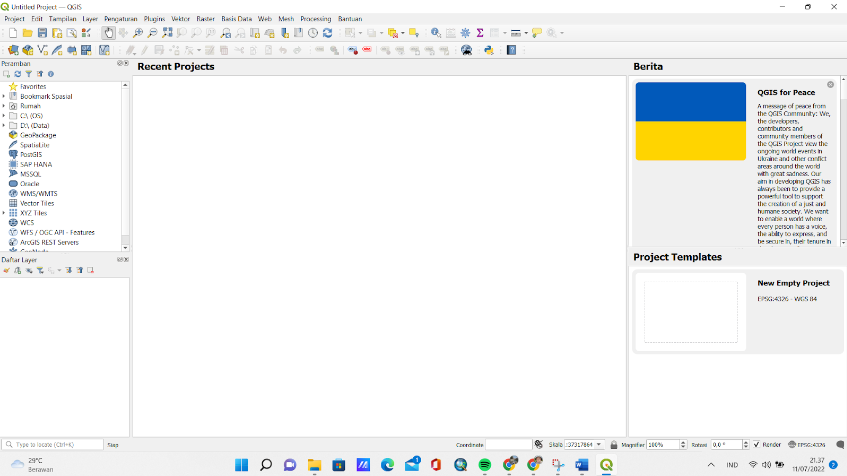 Untitled Project — QGIS
Project Edit Tampilan Layer Pengaturan Plugins Vektor Raster Basis Data Web Mesh Processing Bantuan
Peramban
Favorites
Bookmark Spasial
Rumah
C:\ (OS)
D:\ (Data)
GeoPackage
SpatiaLite
PostGIS
SAP HANA
MSSQL
Oracle
WMS/WMTS
Vector Tiles
XYZ Tiles
WCS
WFS / OGC API - Features
ArcGIS REST Servers
Daftar Layer
Recent Projects
Berita
QGIS for Peace
A message of peace from
the QGIS Community: We,
the developers,
contributors and
community members of
the QGIS Project view the
ongoing world events in
Ukraine and other conflict
areas around the world
with great sadness. Our
aim in developing QGIS has
always been to provide a
powerful tool to support
the creation of a just and
humane society. We want
to enable a world where
every person has a voice,
the ability to express, and
be secure in, their tenure in
Project Templates
New Empty Project
EPSG:4326 - WGS 84
Type to locate (Ctrl+K) Siap Coordinate Skala :37317864 Magnifier 100% Rotasi 0,0 ° Render EPSG:4326
29°C
Berawan
IND
21.37
11/07/2022